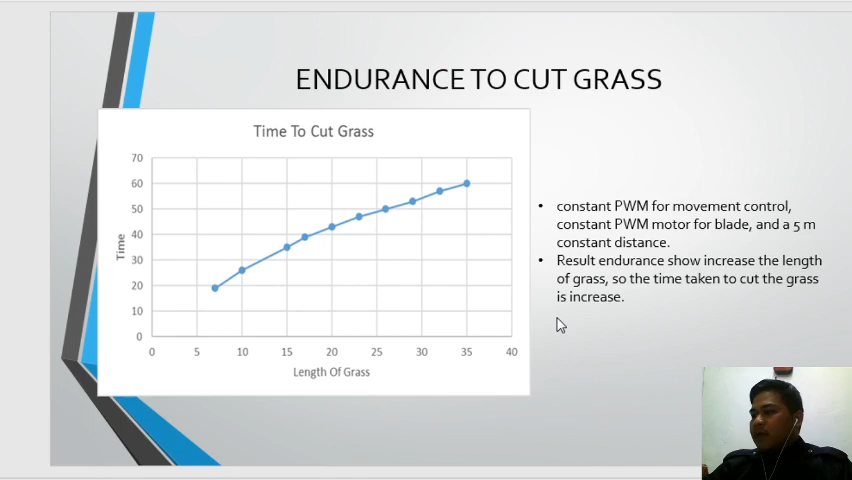 ENDURANCE TO CUT GRASS
Time To Cut Grass
70
60
50
40
30
20
10
0
Time
0 5 10 15 20 25 30 35 40
Length Of Grass
• constant PWM for movement control,
constant PWM motor for blade, and a 5 m
constant distance.
• Result endurance show increase the length
of grass, so the time taken to cut the grass
is increase.